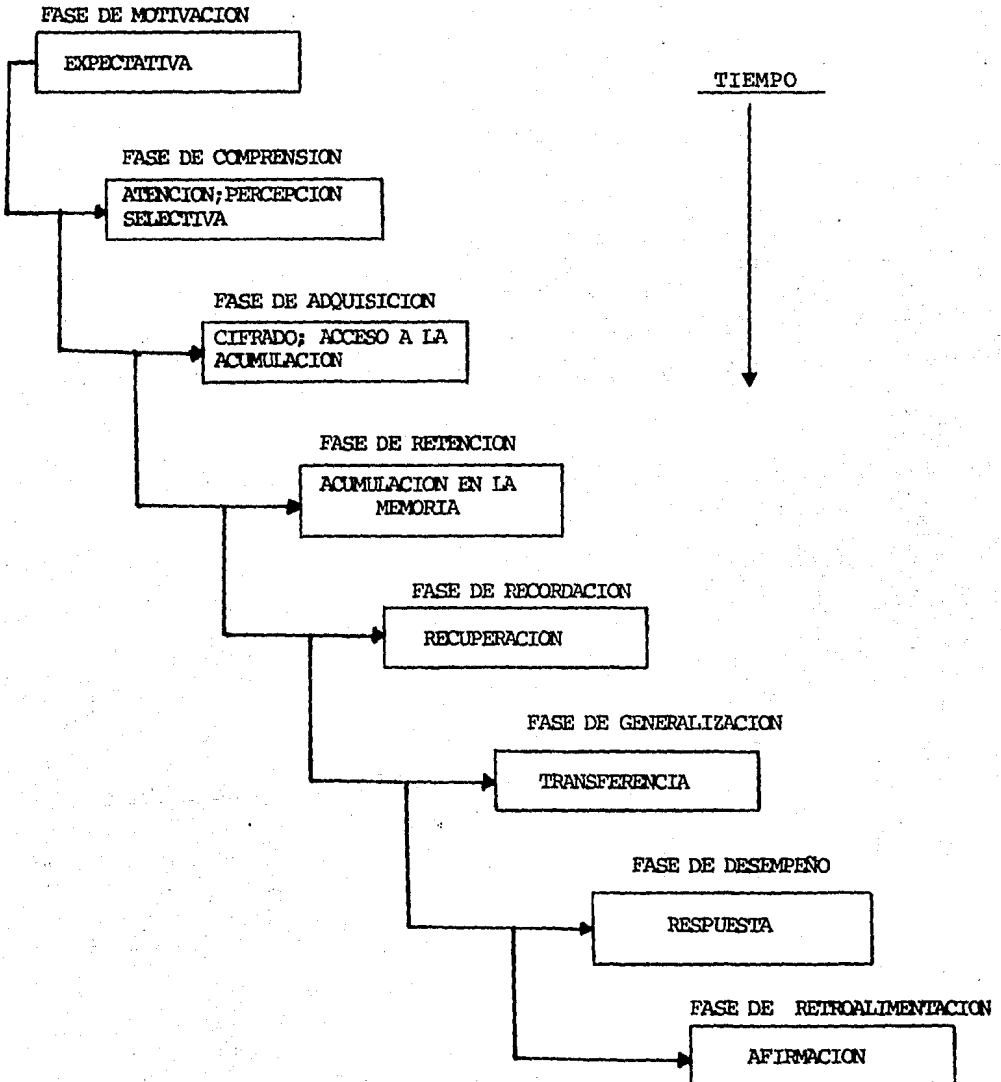 FASE DE MOTIVACION
EXPECTATIVA
TIEMPO
FASE DE COMPRENSION
ATENCION; PERCEPCION
SELECTIVA
FASE DE ADQUISICION
CIFRADO; ACCESO A LA
ACUMULACION
FASE DE RETENCION
ACUMULACION EN LA
MEMORIA
FASE DE RECORDACION
RECUPERACION
FASE DE GENERALIZACION
TRANSFERENCIA
FASE DE DESEMPEÑO
RESPUESTA
FASE DE RETROALIMENTACION
AFIRMACION